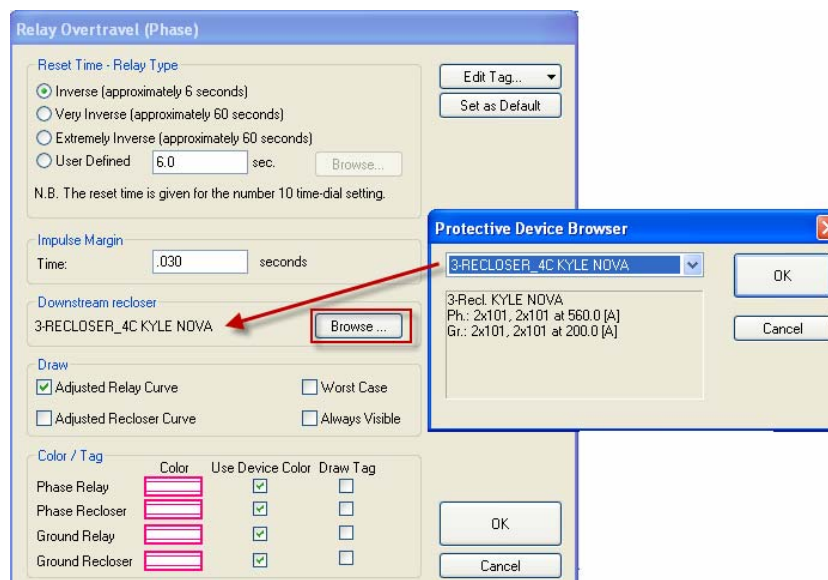 Relay Overtravel (Phase)
Reset Time - Relay Type
Inverse (approximately 6 seconds)
Very Inverse (approximately 60 seconds)
Extremely Inverse (approximately 60 seconds)
User Defined 6.0 sec. Browse...
N.B. The reset time is given for the number 10 time-dial setting.
Edit Tag...
Set as Default
Impulse Margin
Time: .030 seconds
Downstream recloser
3-RECLOSER_4C KYLE NOVA Browse ...
Draw
Adjusted Relay Curve Worst Case
Adjusted Recloser Curve Always Visible
Color / Tag
Color Use Device Color Draw Tag
Phase Relay
Phase Recloser
Ground Relay
Ground Recloser
OK
Cancel
Protective Device Browser
3-RECLOSER_4C KYLE NOVA
3-Recl. KYLE NOVA
Ph.: 2x101, 2x101 at 560.0 [A]
Gr.: 2x101, 2x101 at 200.0 [A]
OK
Cancel